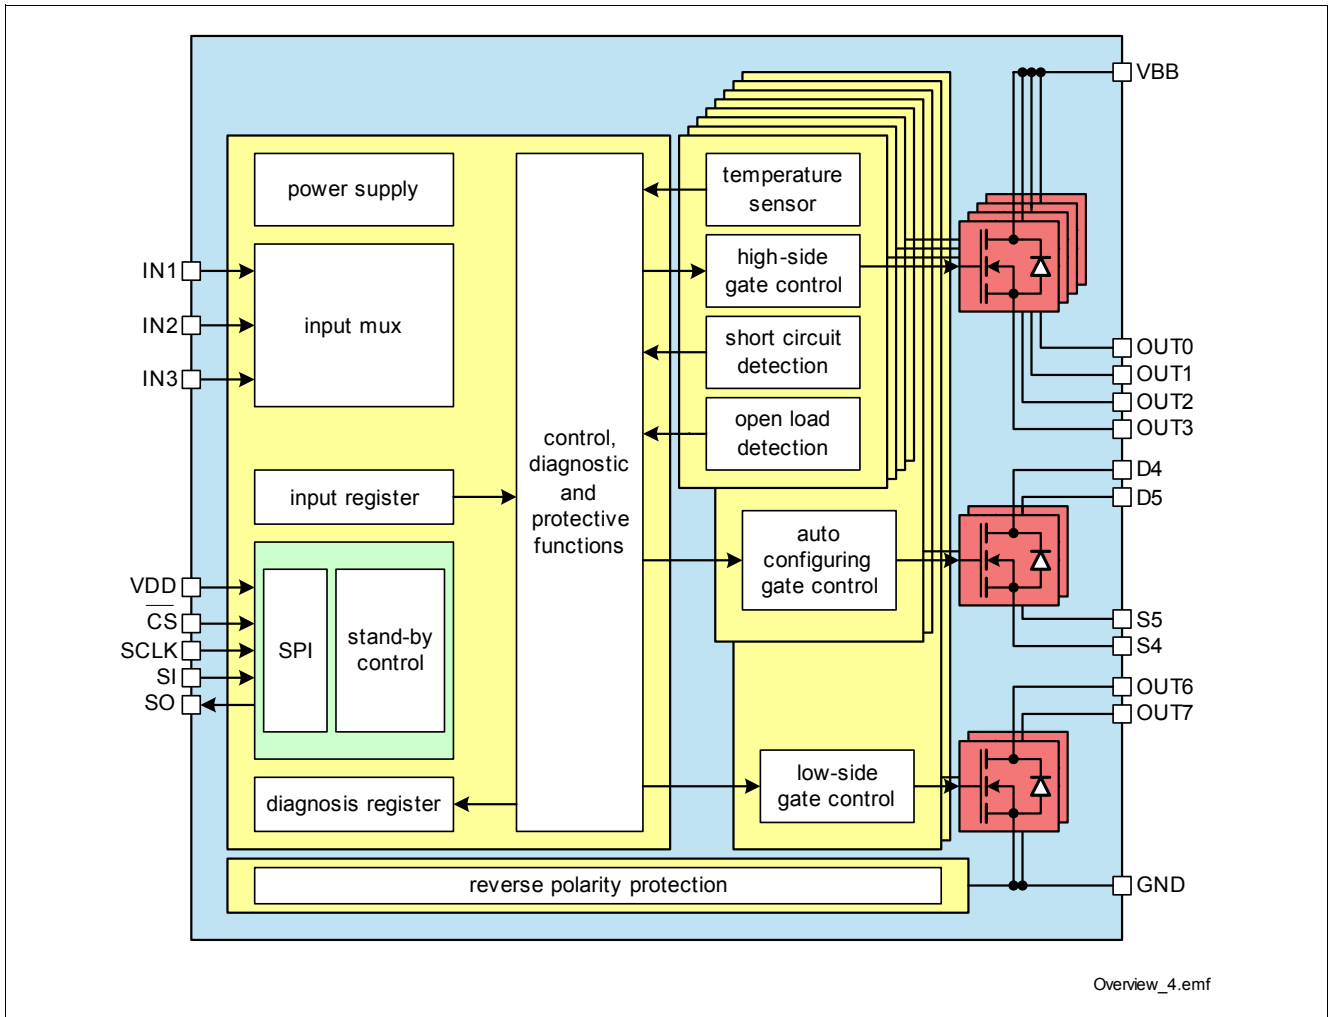 VBB
power supply
temperature
sensor
IN1
IN2
IN3
input mux
high-side
gate control
short circuit
detection
open load
detection
OUT0
OUT1
OUT2
OUT3
control,
diagnostic
and
protective
functions
input register
D4
D5
auto
configuring
gate control
VDD
CS
SCLK
SI
SO
SPI
stand-by
control
S5
S4
OUT6
OUT7
low-side
gate control
diagnosis register
reverse polarity protection
GND
Overview_4.emf